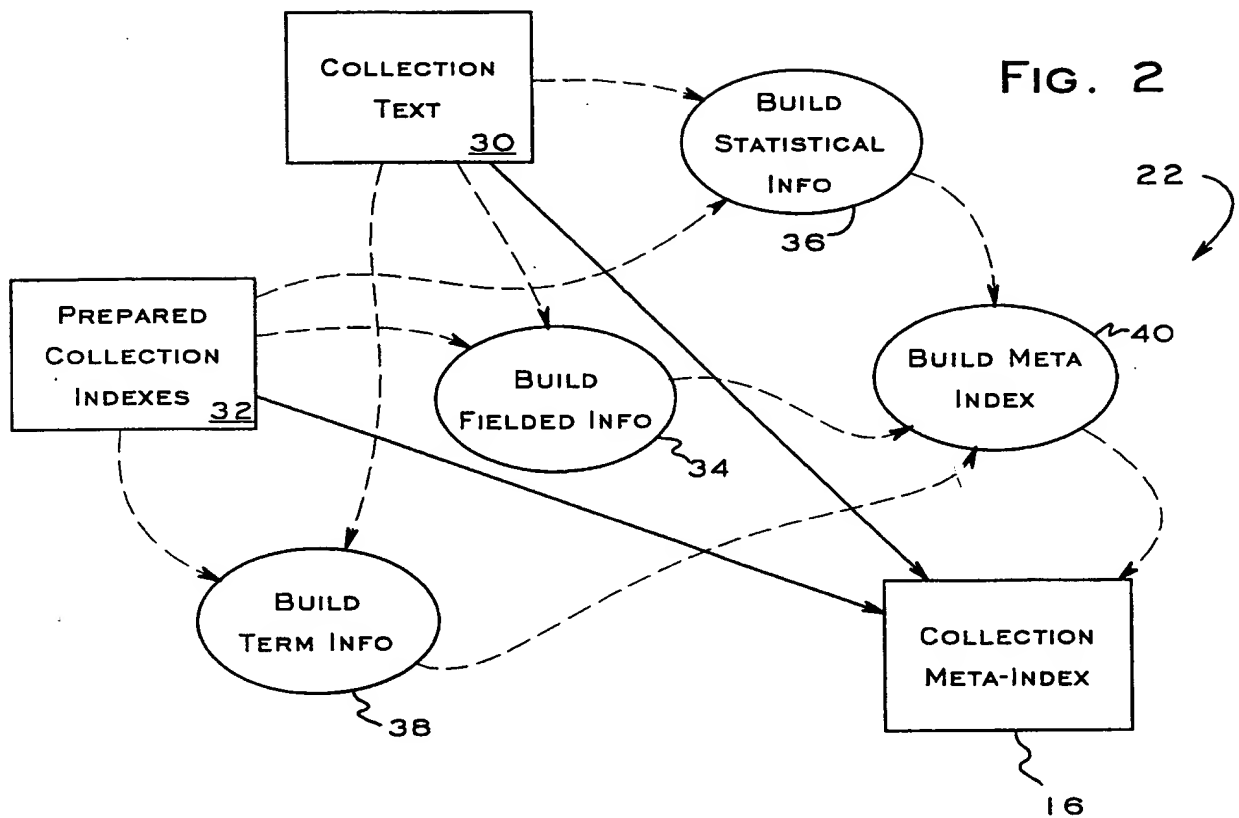 COLLECTION
TEXT
30
BUILD
STATISTICAL
INFO
36
FIG. 2
22
PREPARED
COLLECTION
INDEXES
32
BUILD
FIELDED INFO
34
BUILD META
INDEX
40
BUILD
TERM INFO
38
COLLECTION
META-INDEX
16